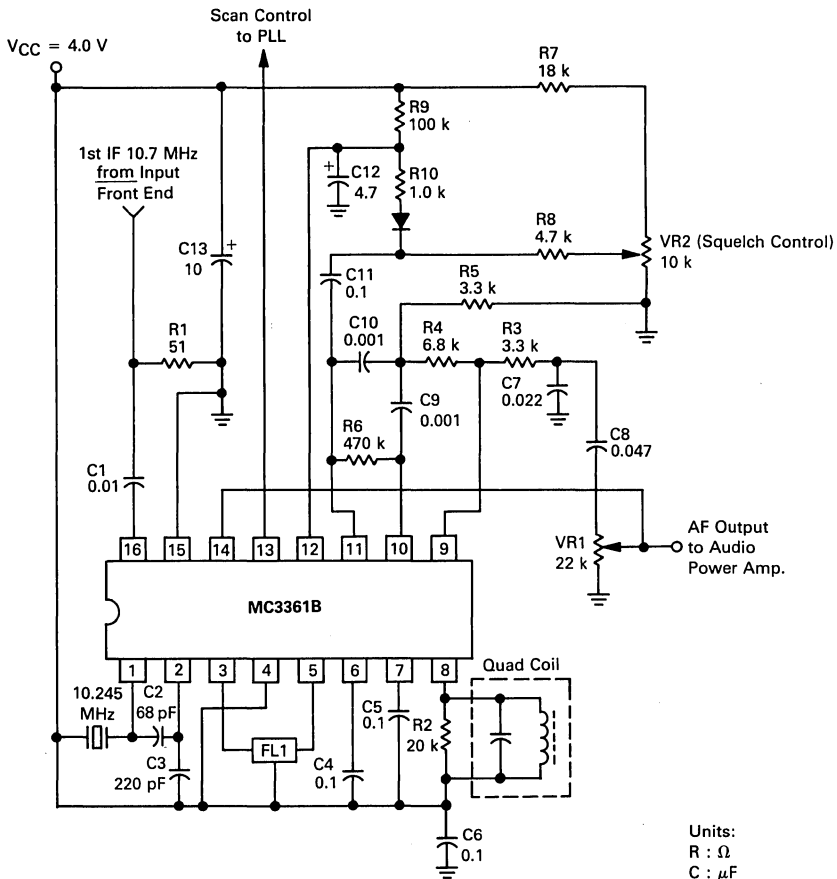 Scan Control
to PLL
VCC = 4.0 V
R7
18 k
R9
100 k
1st IF 10.7 MHz
from Input
Front End
+
C12
4.7
R10
1.0 k
C13
10
+
R8
4.7 k
VR2 (Squelch Control)
10 k
C11
0.1
R5
3.3 k
R1
51
C10
0.001
R4
6.8 k
R3
3.3 k
C7
0.022
C9
0.001
R6
470 k
C8
0.047
C1
0.01
AF Output
to Audio
Power Amp.
VR1
22 k
16 15 14 13 12 11 10 9
MC3361B
1 2 3 4 5 6 7 8
Quad Coil
10.245
MHz
C2
68 pF
C5
0.1
R2
20 k
FL1
C3
220 pF
C4
0.1
C6
0.1
Units:
R : Ω
C : μF